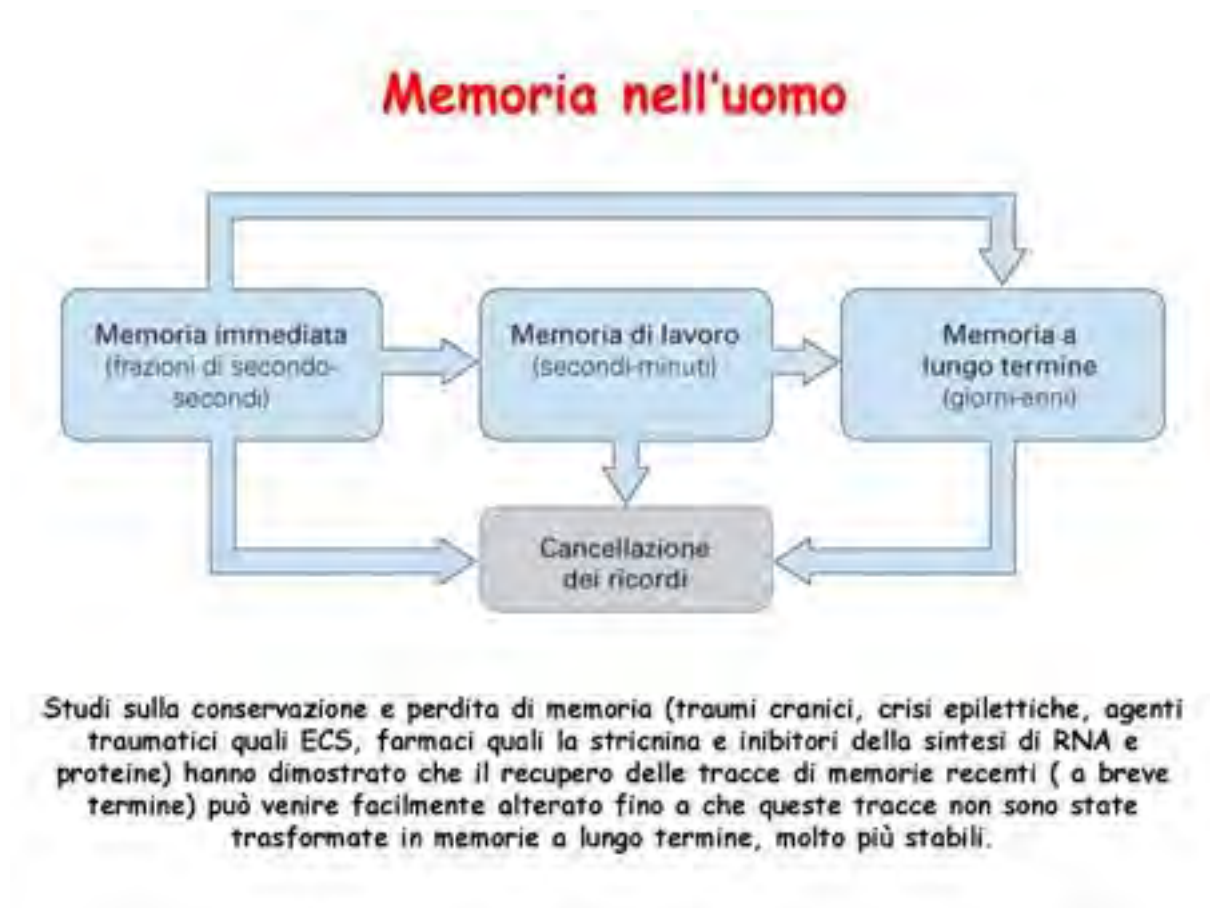 Memoria nell'uomo
Memoria immediata
(frazioni di secondo-
secondi)
Memoria di lavoro
(secondi-minuti)
Memoria a
lungo termine
(giorni-anni)
Cancellazione
dei ricordi
Studi sulla conservazione e perdita di memoria (traumi cranici, crisi epilettiche, agenti
traumatici quali ECS, farmaci quali la stricnina e inibitori della sintesi di RNA e
proteine) hanno dimostrato che il recupero delle tracce di memorie recenti ( a breve
termine) può venire facilmente alterato fino a che queste tracce non sono state
trasformate in memorie a lungo termine, molto più stabili.